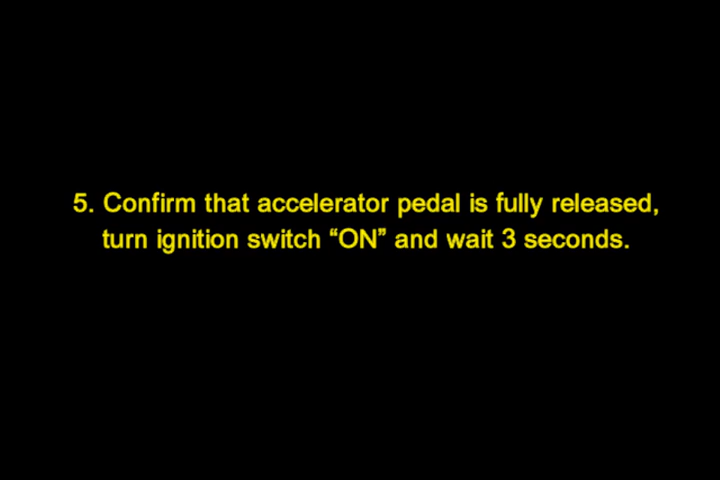 5. Confirm that accelerator pedal is fully released,
turn ignition switch “ON” and wait 3 seconds.